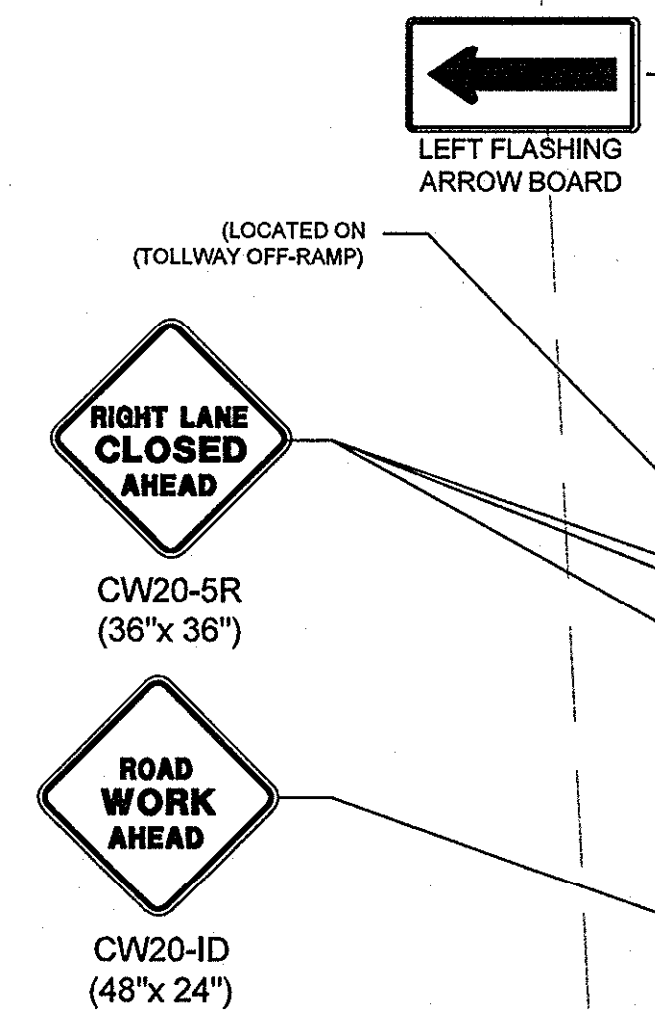 LEFT FLASHING
ARROW BOARD
(LOCATED ON
(TOLLWAY OFF-RAMP)
RIGHT LANE
CLOSED
AHEAD
CW20-5R
(36"x 36")
ROAD
WORK
AHEAD
CW20-ID
(48"x 24")